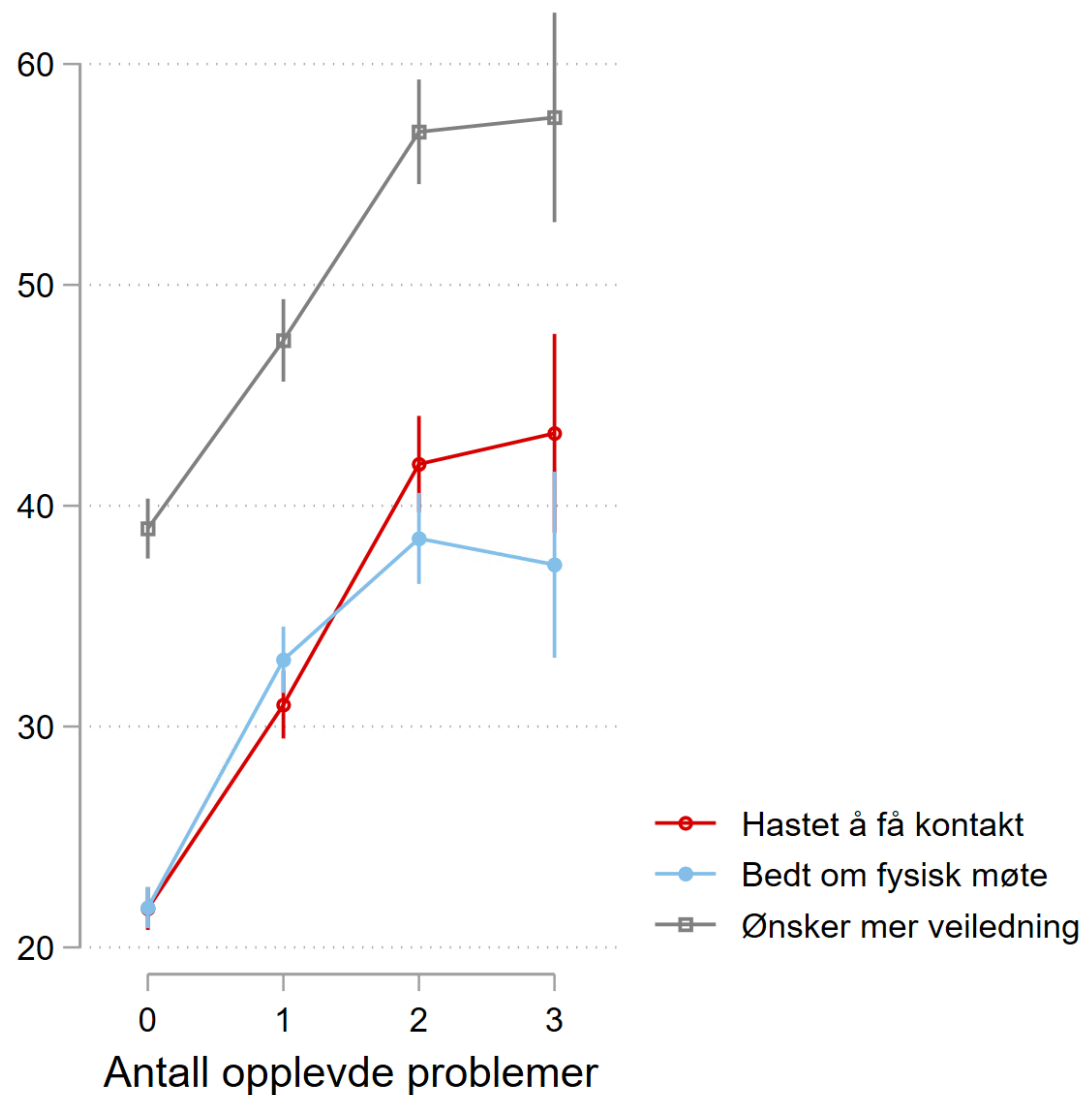 60
50
40
30
20
0 1 2 3
Antall opplevde problemer
Hastet å få kontakt
Bedt om fysisk møte
Ønsker mer veiledning